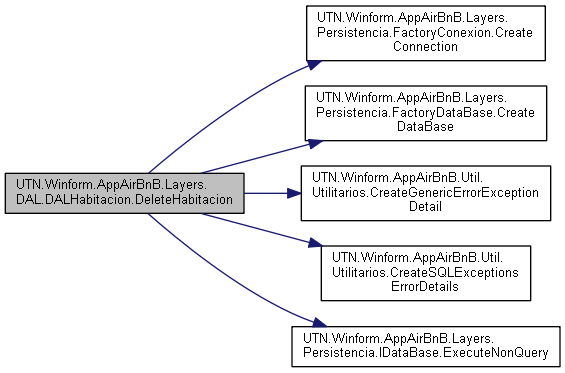 UTN.Winform.AppAirBnB.Layers.
DAL.DALHabitacion.DeleteHabitacion
UTN.Winform.AppAirBnB.Layers.
Persistencia.FactoryConexion.Create
Connection
UTN.Winform.AppAirBnB.Layers.
Persistencia.FactoryDataBase.Create
DataBase
UTN.Winform.AppAirBnB.Util.
Utilitarios.CreateGenericErrorException
Detail
UTN.Winform.AppAirBnB.Util.
Utilitarios.CreateSQLExceptions
ErrorDetails
UTN.Winform.AppAirBnB.Layers.
Persistencia.IDataBase.ExecuteNonQuery